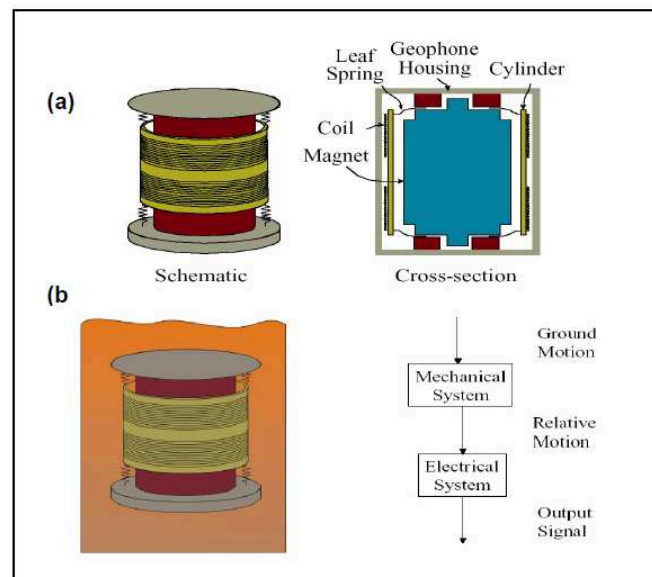 (a)
Leaf
Spring
Geophone
Housing
Cylinder
Coil
Magnet
Schematic
Cross-section
(b)
Ground
Motion
Mechanical
System
Relative
Motion
Electrical
System
Output
Signal